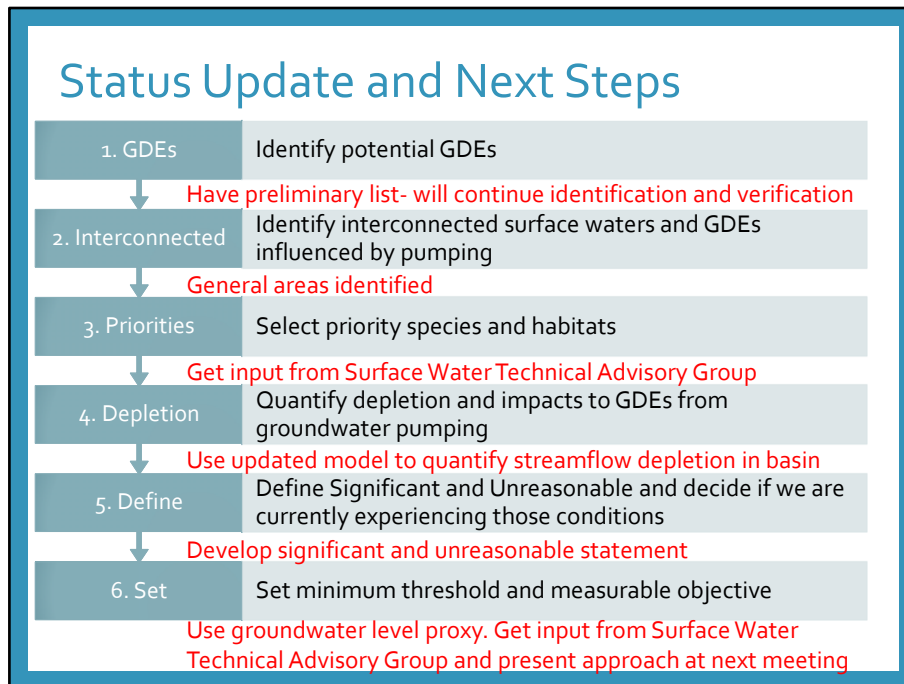 Status Update and Next Steps
1. GDEs
Identify potential GDEs
Have preliminary list- will continue identification and verification
2. Interconnected
Identify interconnected surface waters and GDEs
influenced by pumping
General areas identified
3. Priorities
Select priority species and habitats
Get input from Surface Water Technical Advisory Group
4. Depletion
Quantify depletion and impacts to GDEs from
groundwater pumping
Use updated model to quantify streamflow depletion in basin
5. Define
Define Significant and Unreasonable and decide if we are
currently experiencing those conditions
Develop significant and unreasonable statement
6. Set
Set minimum threshold and measurable objective
Use groundwater level proxy. Get input from Surface Water
Technical Advisory Group and present approach at next meeting